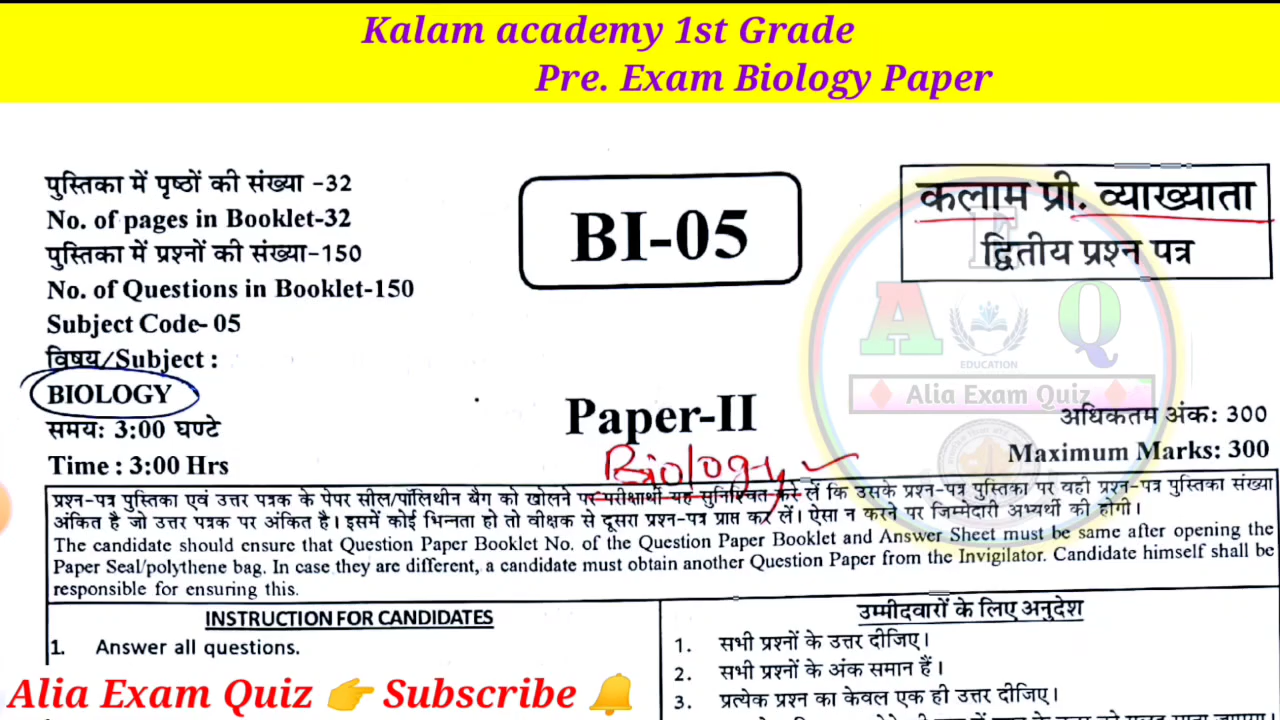 Kalam academy 1st Grade
Pre. Exam Biology Paper
पुस्तिका में पृष्ठों की संख्या -32
No. of pages in Booklet-32
पुस्तिका में प्रश्नों की संख्या-150
No. of Questions in Booklet-150
Subject Code- 05
विषय/Subject :
BIOLOGY
समय: 3:00 घण्टे
Time : 3:00 Hrs
BI-05
Paper-II
Biology
कलाम प्री. व्याख्याता
द्वितीय प्रश्न पत्र
E
A Q
EDUCATION
Alia Exam Quiz
अधिकतम अंक: 300
Maximum Marks: 300
प्रश्न-पत्र पुस्तिका एवं उत्तर पत्रक के पेपर सील/पॉलिथीन बैग को खोलने पर परीक्षार्थी यह सुनिश्चित करे लें कि उसके प्रश्न-पत्र पुस्तिका पर वही प्रश्न-पत्र पुस्तिका संख्या
अंकित है जो उत्तर पत्रक पर अंकित है। इसमें कोई भिन्नता हो तो वीक्षक से दूसरा प्रश्न-पत्र प्राप्त कर लें। ऐसा न करने पर जिम्मेदारी अभ्यर्थी की होगी।
The candidate should ensure that Question Paper Booklet No. of the Question Paper Booklet and Answer Sheet must be same after opening the
Paper Seal/polythene bag. In case they are different, a candidate must obtain another Question Paper from the Invigilator. Candidate himself shall be
responsible for ensuring this.
INSTRUCTION FOR CANDIDATES
1. Answer all questions.
उम्मीदवारों के लिए अनुदेश
1. सभी प्रश्नों के उत्तर दीजिए।
2. सभी प्रश्नों के अंक समान हैं।
3. प्रत्येक प्रश्न का केवल एक ही उत्तर दीजिए।
Alia Exam Quiz 👉 Subscribe 🔔